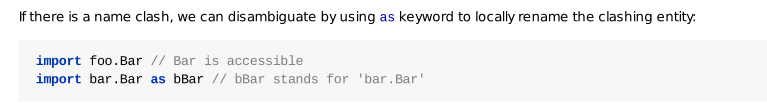 If there is a name clash, we can disambiguate by using as keyword to locally rename the clashing entity:
import foo.Bar // Bar is accessible
import bar.Bar as bBar // bBar stands for 'bar.Bar'